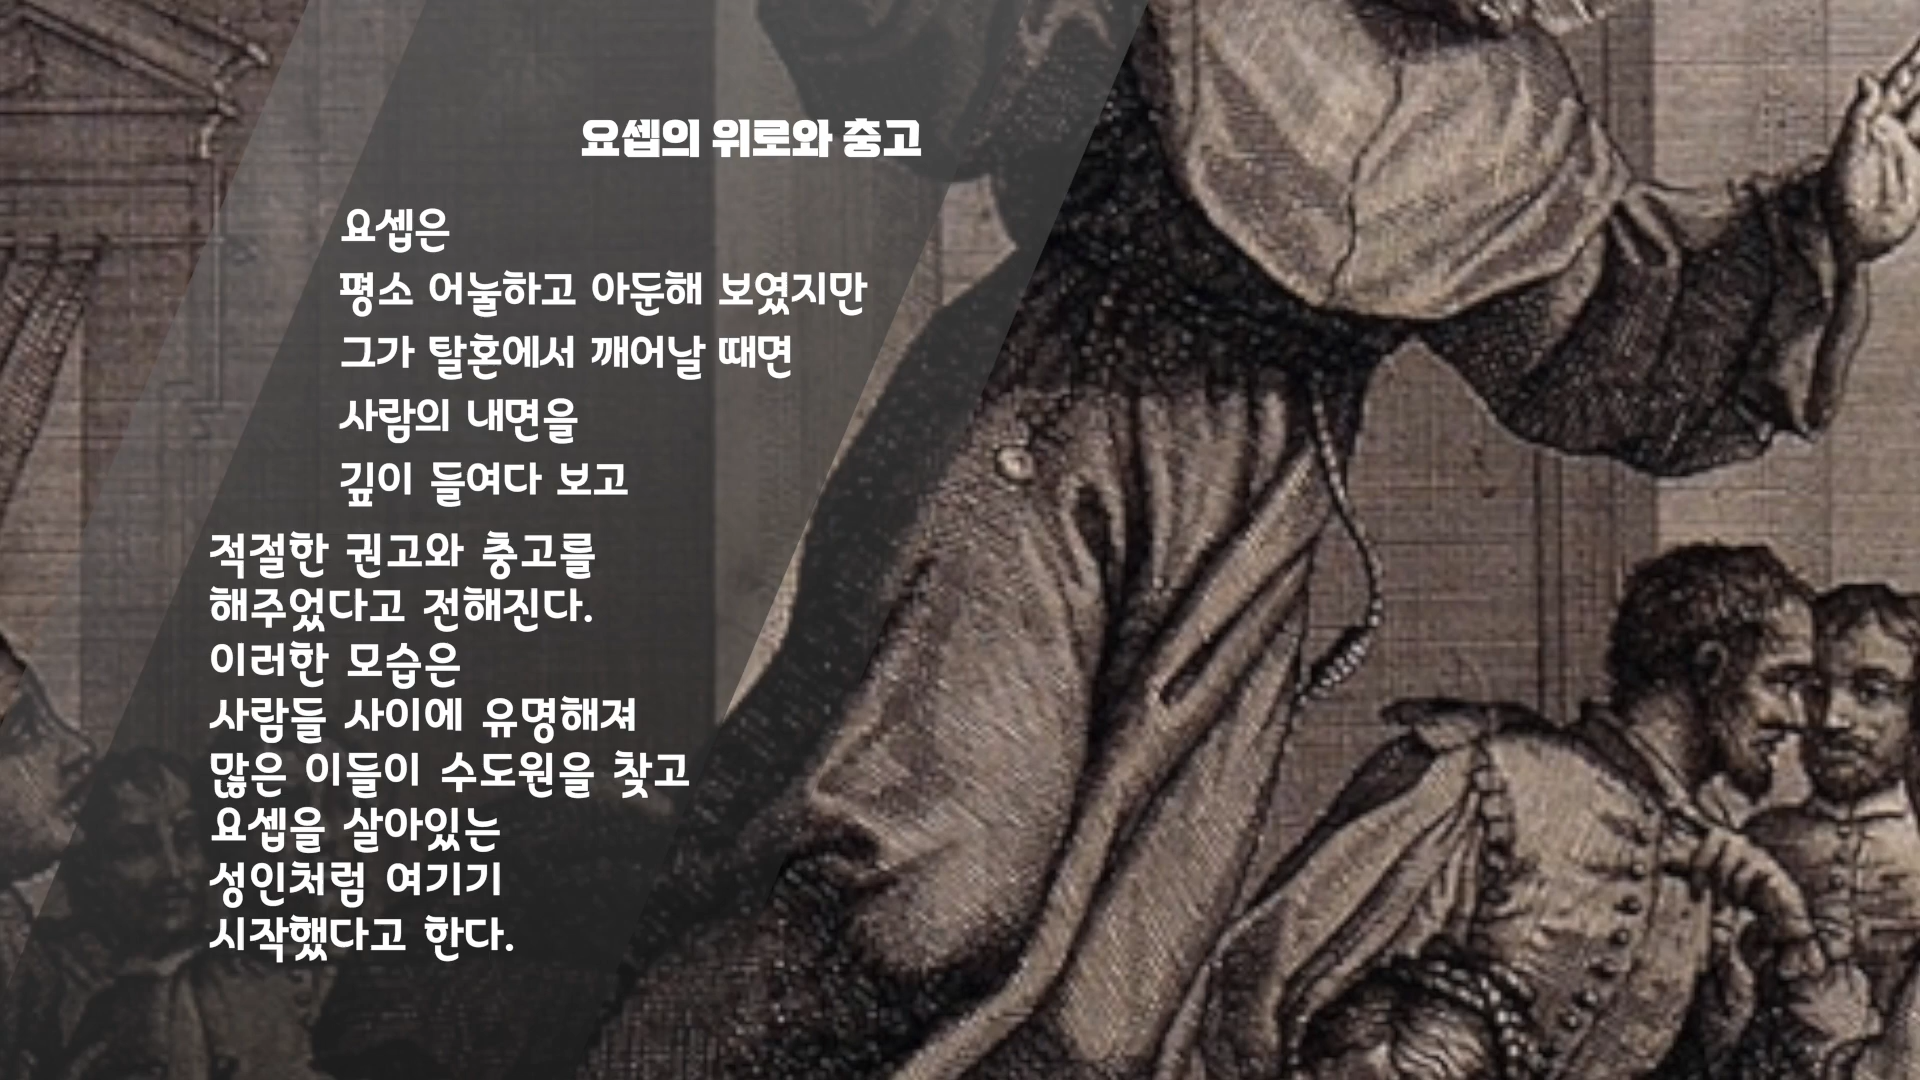 요셉의 위로와 충고
요셉은
평소 어눌하고 아둔해 보였지만
그가 탈혼에서 깨어날 때면
사람의 내면을
깊이 들여다 보고
적절한 권고와 충고를
해주었다고 전해진다.
이러한 모습은
사람들 사이에 유명해져
많은 이들이 수도원을 찾고
요셉을 살아있는
성인처럼 여기기
시작했다고 한다.